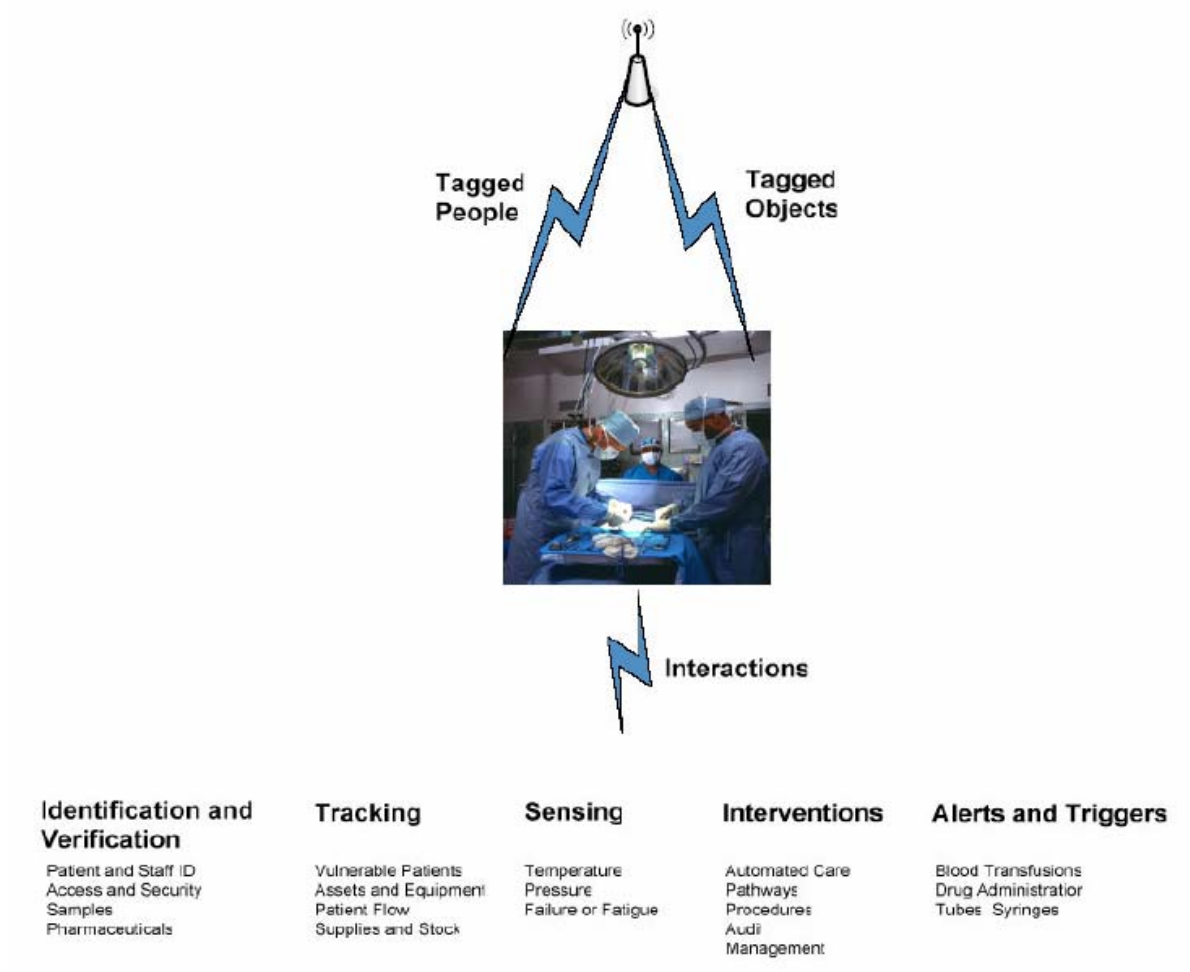 Tagged
People
Tagged
Objects
Interactions
Identification and
Verification
Patient and Staff ID
Access and Security
Samples
Pharmaceuticals
Tracking
Vulnerable Patients
Assets and Equipment
Patient Flow
Supplies and Stock
Sensing
Temperature
Pressure
Failure or Fatigue
Interventions
Automated Care
Pathways
Procedures
Audit
Management
Alerts and Triggers
Blood Transfusions
Drug Administration
Tubes Syringes